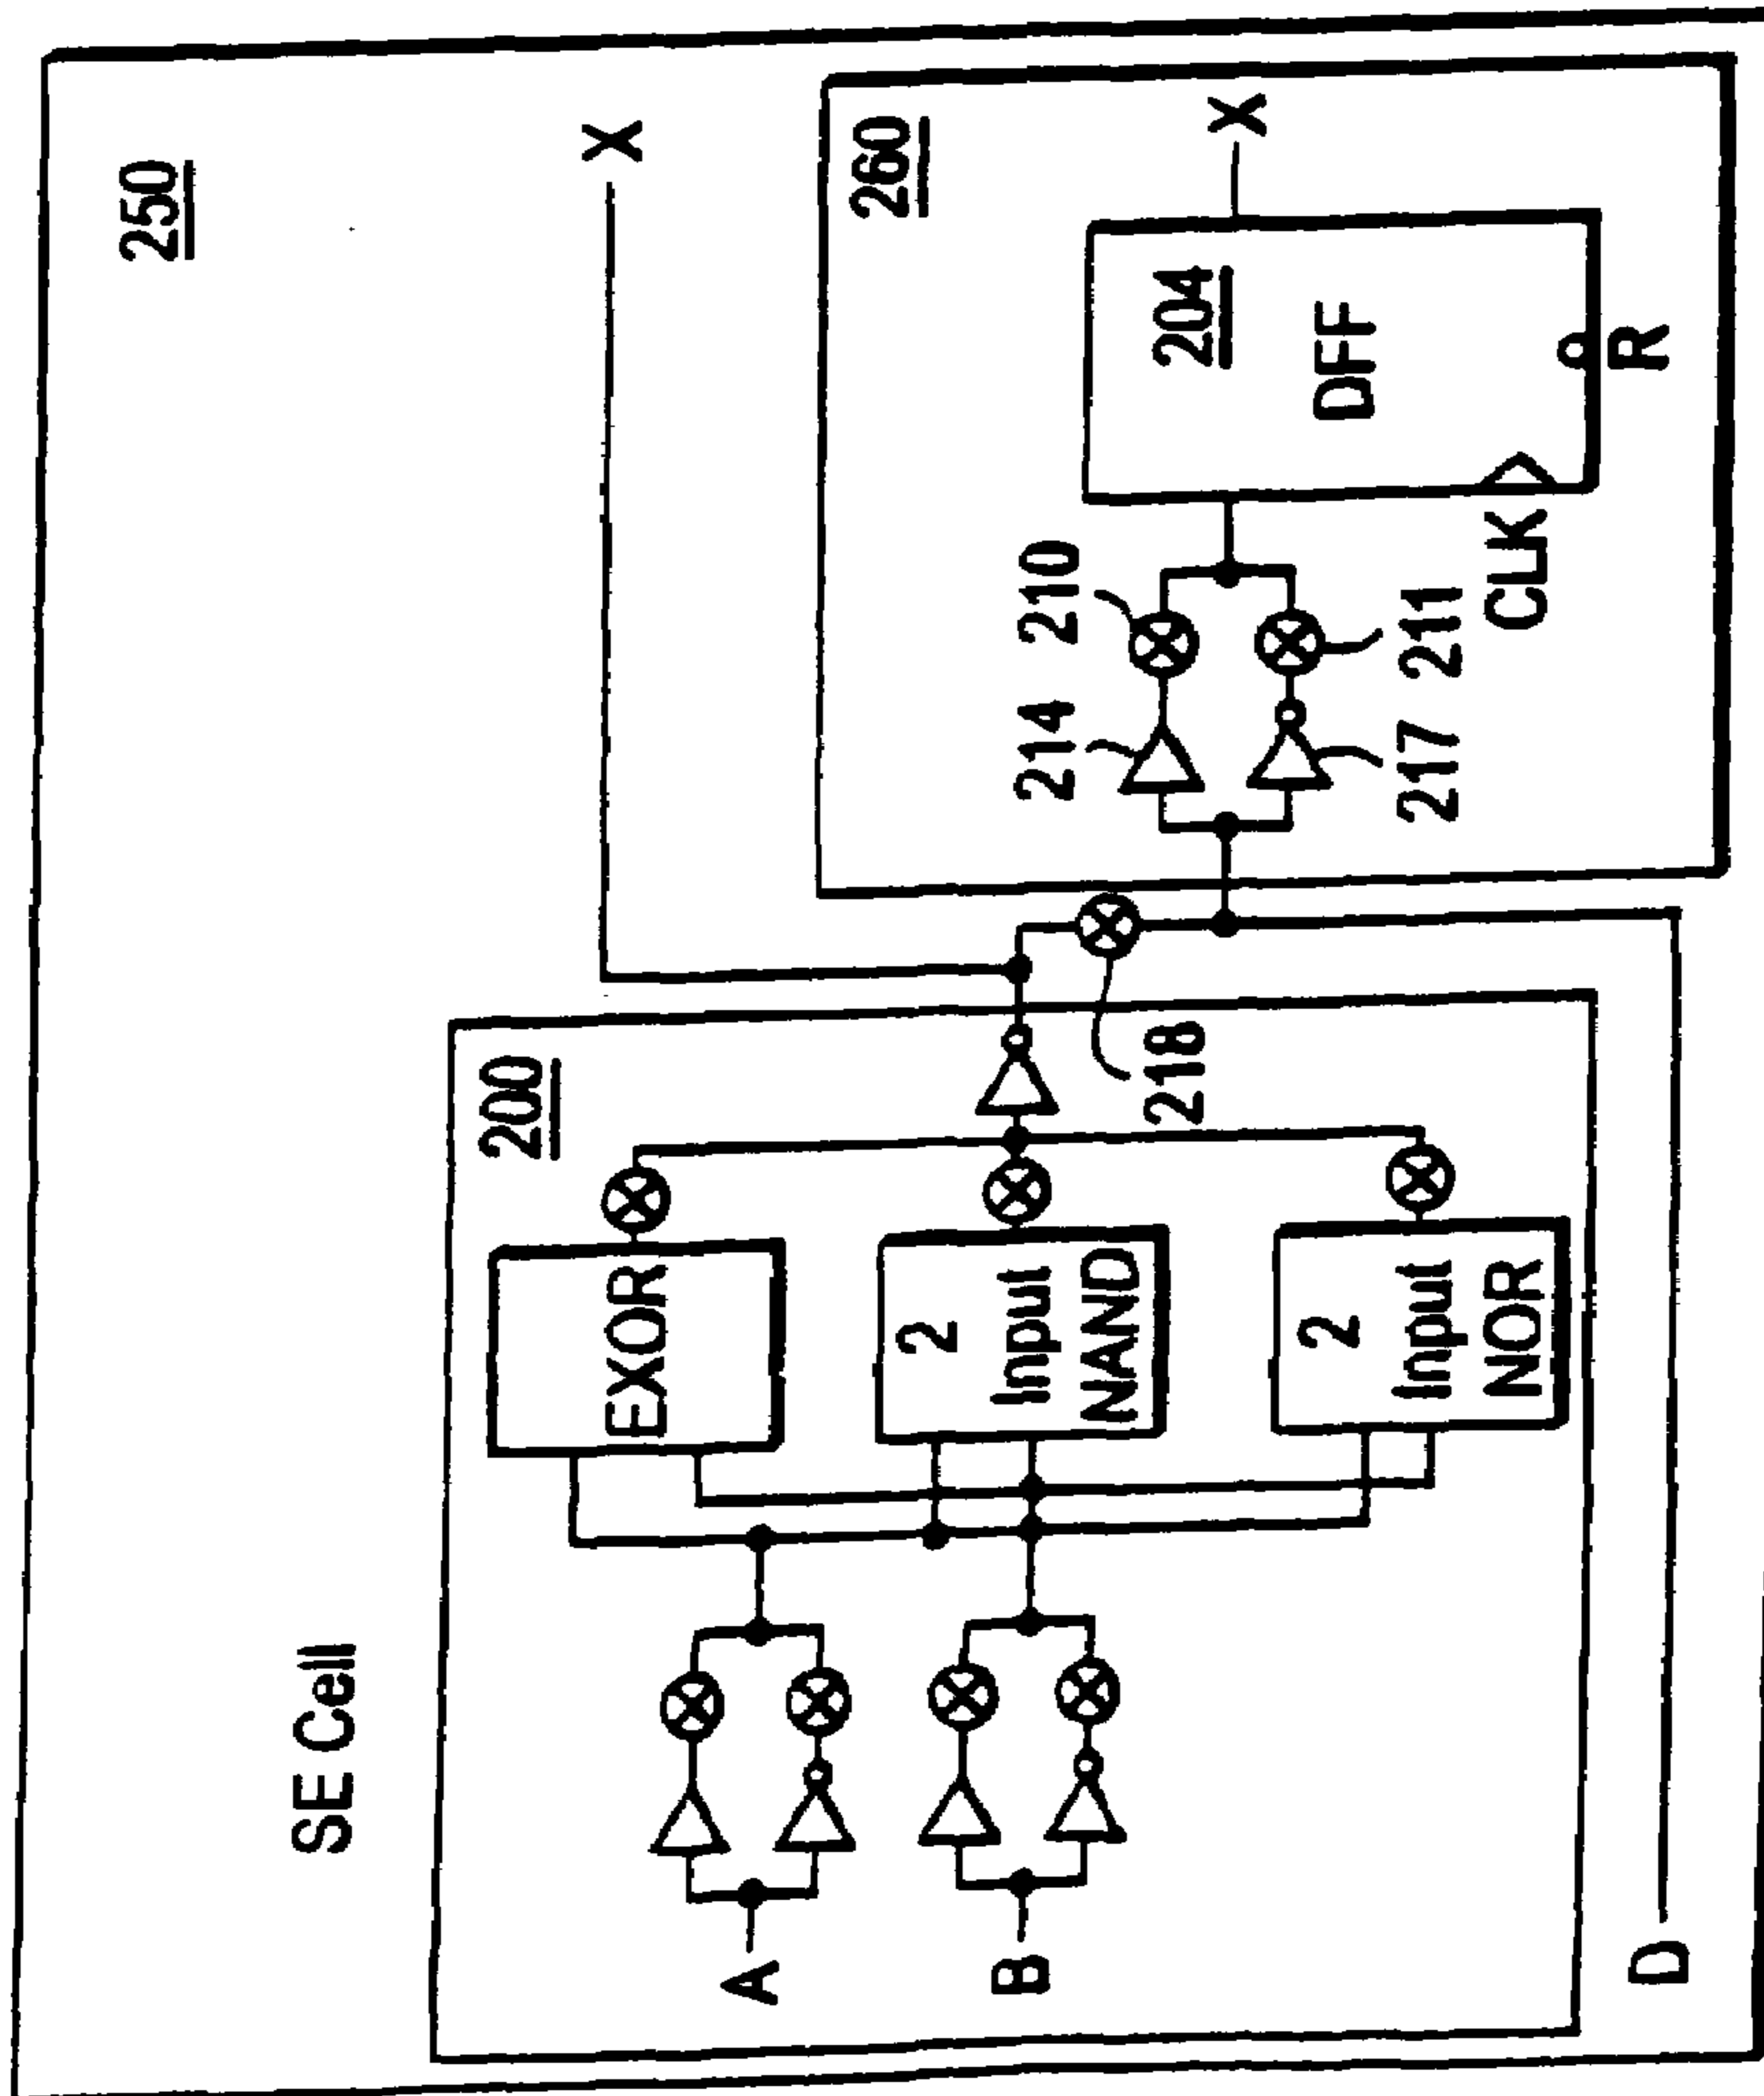 SE Cell
250
200
A
B
D
EXOR
2
Input
NAND
2
Input
NOR
218
X
260
214
210
217
211
CLK
204
DFF
R
X